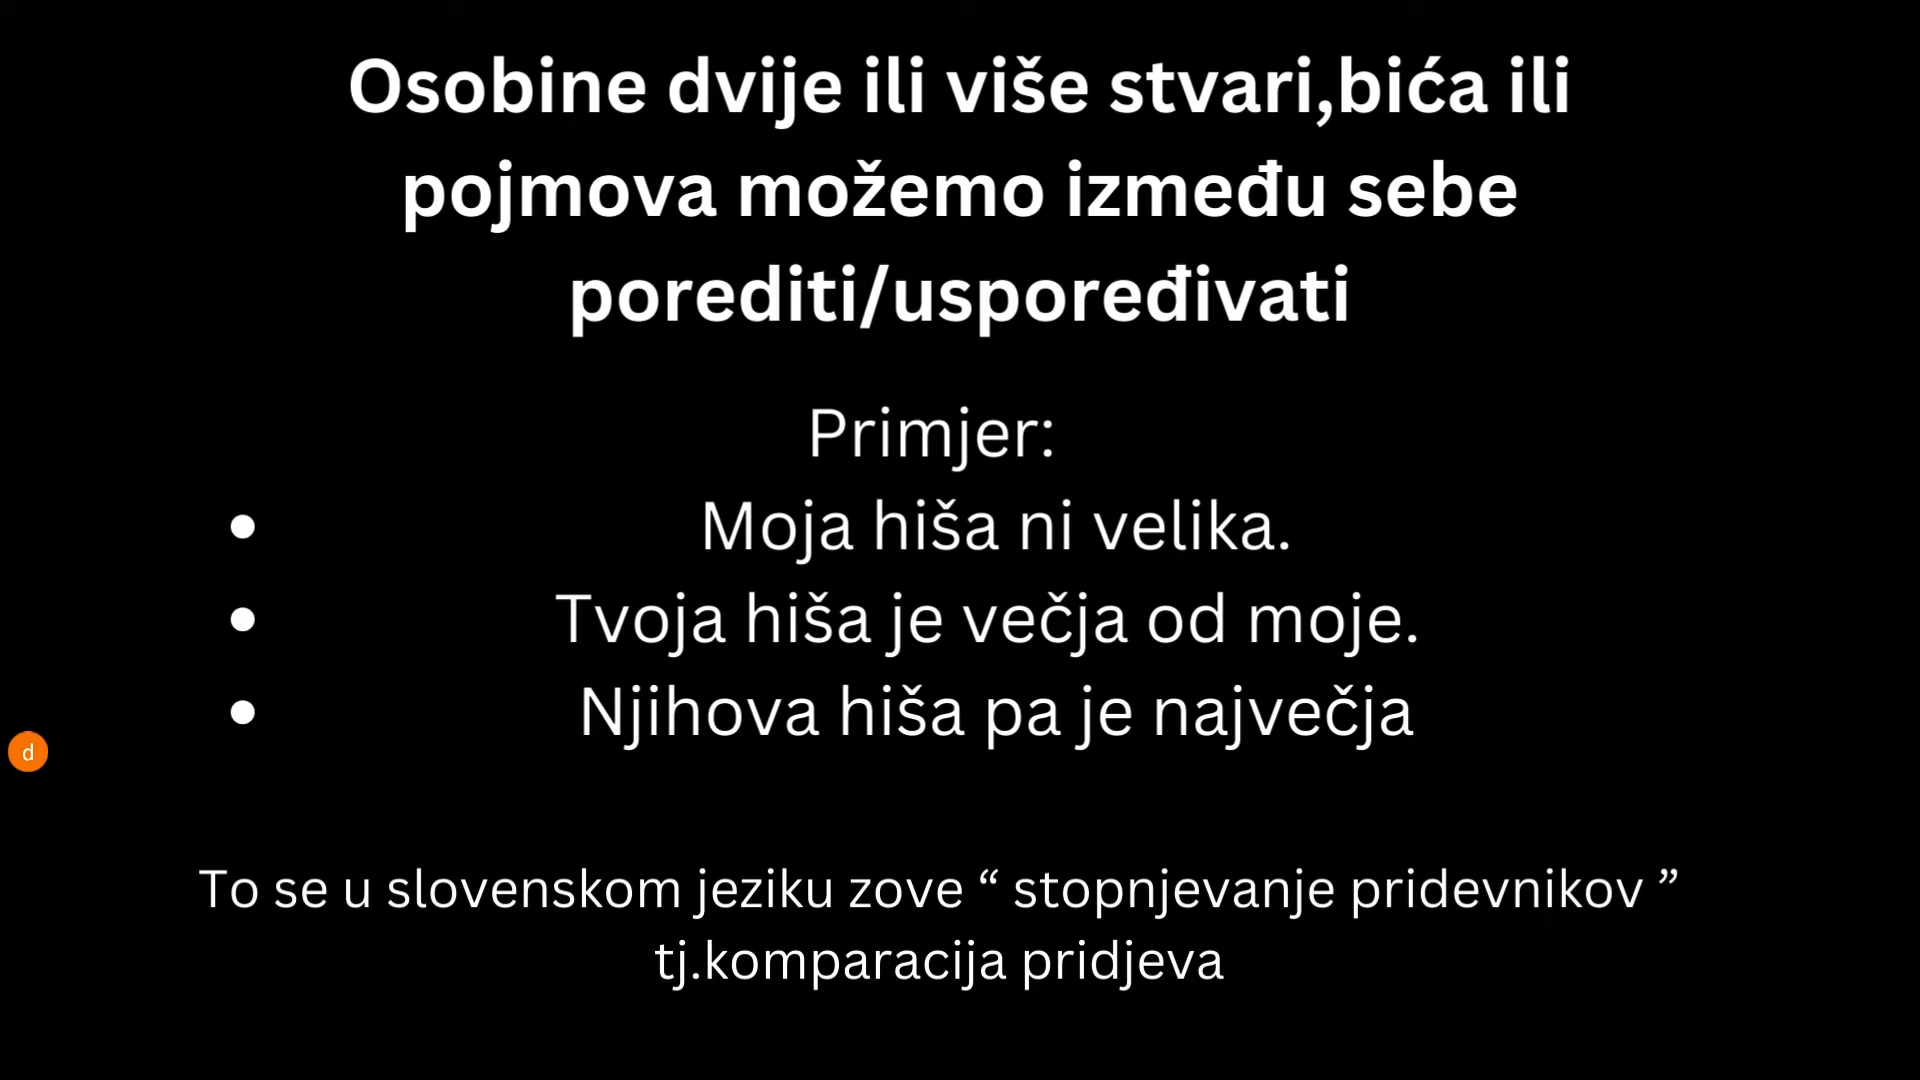 Osobine dvije ili više stvari,bića ili
pojmova možemo između sebe
porediti/uspoređivati
Primjer:
• Moja hiša ni velika.
• Tvoja hiša je večja od moje.
• Njihova hiša pa je največja
d
To se u slovenskom jeziku zove “ stopnjevanje pridevnikov ”
tj.komparacija pridjeva